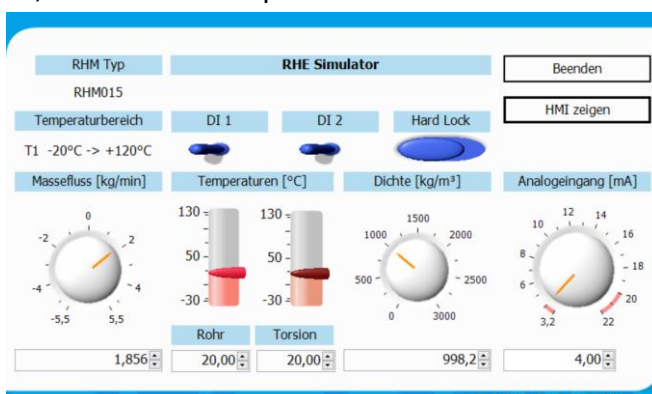 RHM Typ
RHE Simulator
Beenden
RHM015
HMI zeigen
Temperaturbereich
DI 1
DI 2
Hard Lock
T1 -20°C -> +120°C
Massefluss [kg/min]
Temperaturen [°C]
Dichte [kg/m³]
Analogeingang [mA]
-5,5 -4 -2 0 2 4 5,5
130 50 -30
130 50 -30
0 500 1000 1500 2000 2500 3000
3,2 6 8 10 12 14 16 18 20 22
Rohr
Torsion
1,856
20,00
20,00
998,2
4,00